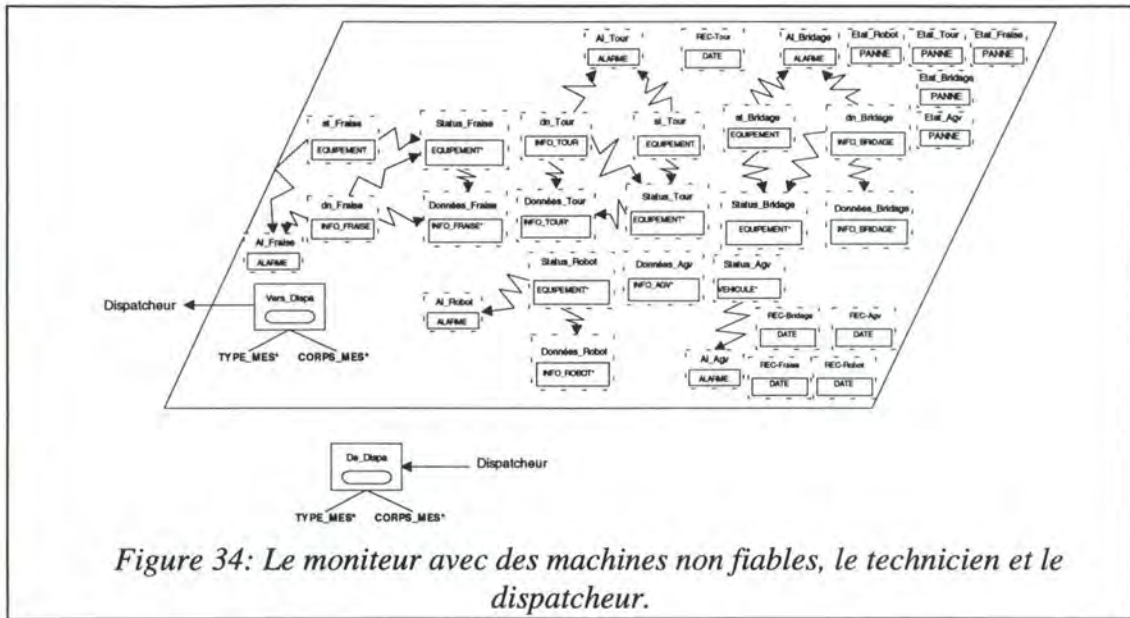 Al_Tour
ALARME
REC-Tour
DATE
Al_Bridage
ALARME
Etat_Robot
PANNE
Etat_Tour
PANNE
Etat_Fraise
PANNE
Etat_Bridage
PANNE
Etat_Agv
PANNE
st_Fraise
EQUIPEMENT
Status_Fraise
EQUIPEMENT*
dn_Tour
INFO_TOUR
st_Tour
EQUIPEMENT
st_Bridage
EQUIPEMENT
dn_Bridage
INFO_BRIDAGE
dn_Fraise
INFO_FRAISE
Données_Fraise
INFO_FRAISE*
Données_Tour
INFO_TOUR*
Status_Tour
EQUIPEMENT*
Status_Bridage
EQUIPEMENT*
Données_Bridage
INFO_BRIDAGE*
Al_Fraise
ALARME
Status_Robot
EQUIPEMENT*
Données_Agv
INFO_AGV*
Status_Agv
VEHICULE*
Dispatcheur
Vers_Dispa
TYPE_MES*
CORPS_MES*
Al_Robot
ALARME
Données_Robot
INFO_ROBOT*
Al_Agv
ALARME
REC-Bridage
DATE
REC-Agv
DATE
REC-Fraise
DATE
REC-Robot
DATE
De_Dispa
Dispatcheur
TYPE_MES*
CORPS_MES*
Figure 34: Le moniteur avec des machines non fiables, le technicien et le
dispatcheur.